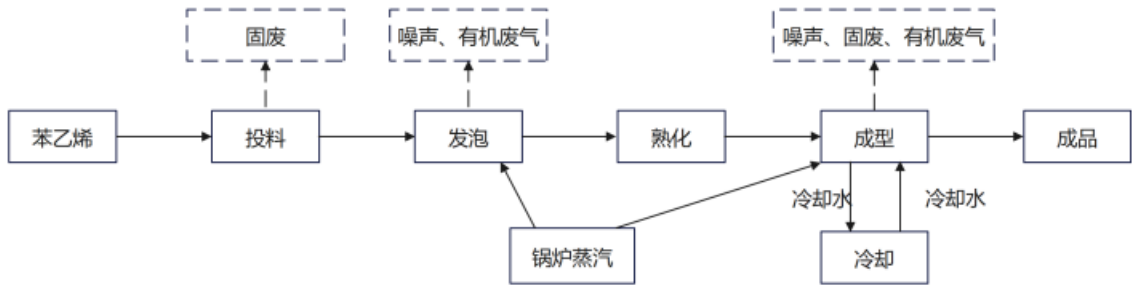 固废
噪声、有机废气
噪声、固废、有机废气
苯乙烯
投料
发泡
熟化
成型
成品
冷却水
冷却水
锅炉蒸汽
冷却